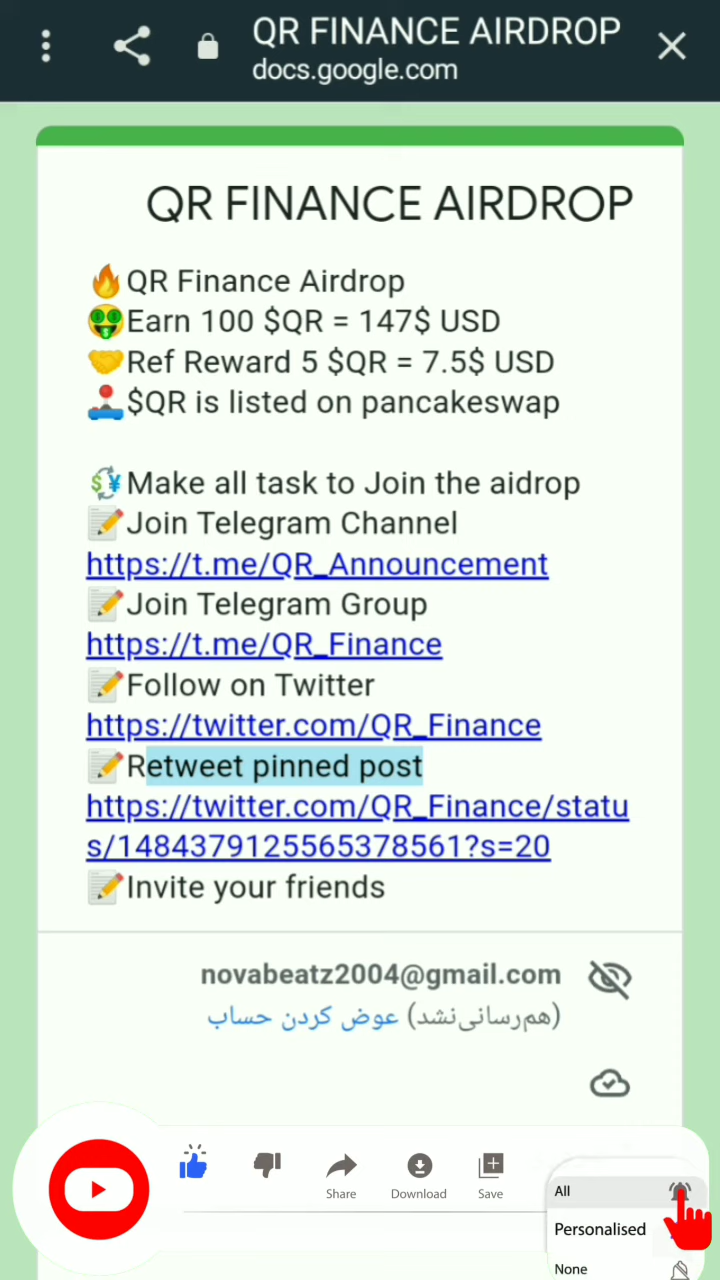 QR FINANCE AIRDROP
docs.google.com
QR FINANCE AIRDROP
🔥QR Finance Airdrop
🤑Earn 100 $QR = 147$ USD
🤝Ref Reward 5 $QR = 7.5$ USD
🕹️$QR is listed on pancakeswap
💱Make all task to Join the aidrop
📝Join Telegram Channel
https://t.me/QR_Announcement
📝Join Telegram Group
https://t.me/QR_Finance
📝Follow on Twitter
https://twitter.com/QR_Finance
📝Retweet pinned post
https://twitter.com/QR_Finance/statu
s/1484379125565378561?s=20
📝Invite your friends
novabeatz2004@gmail.com
(هم‌رسانی‌نشد) عوض کردن حساب
Share
Download
Save
All
Personalised
None